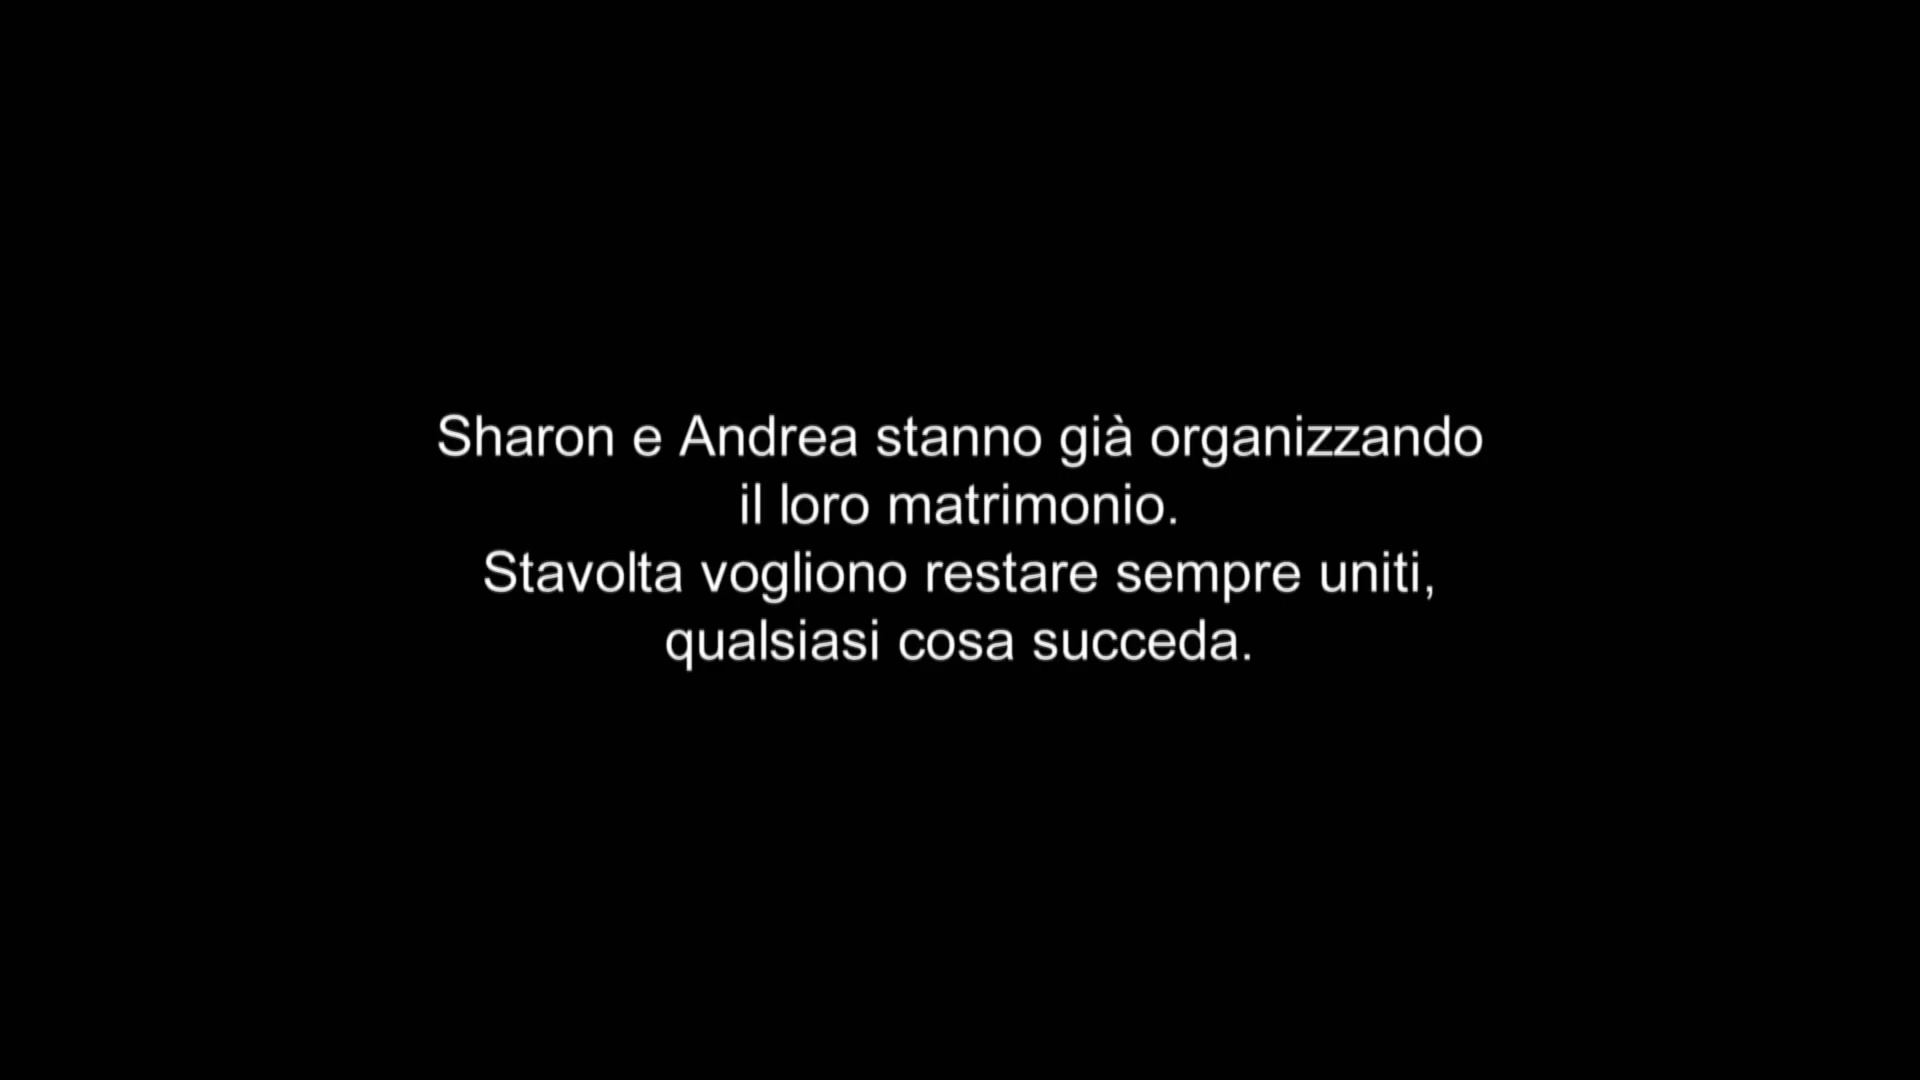 Sharon e Andrea stanno già organizzando
il loro matrimonio.
Stavolta vogliono restare sempre uniti,
qualsiasi cosa succeda.